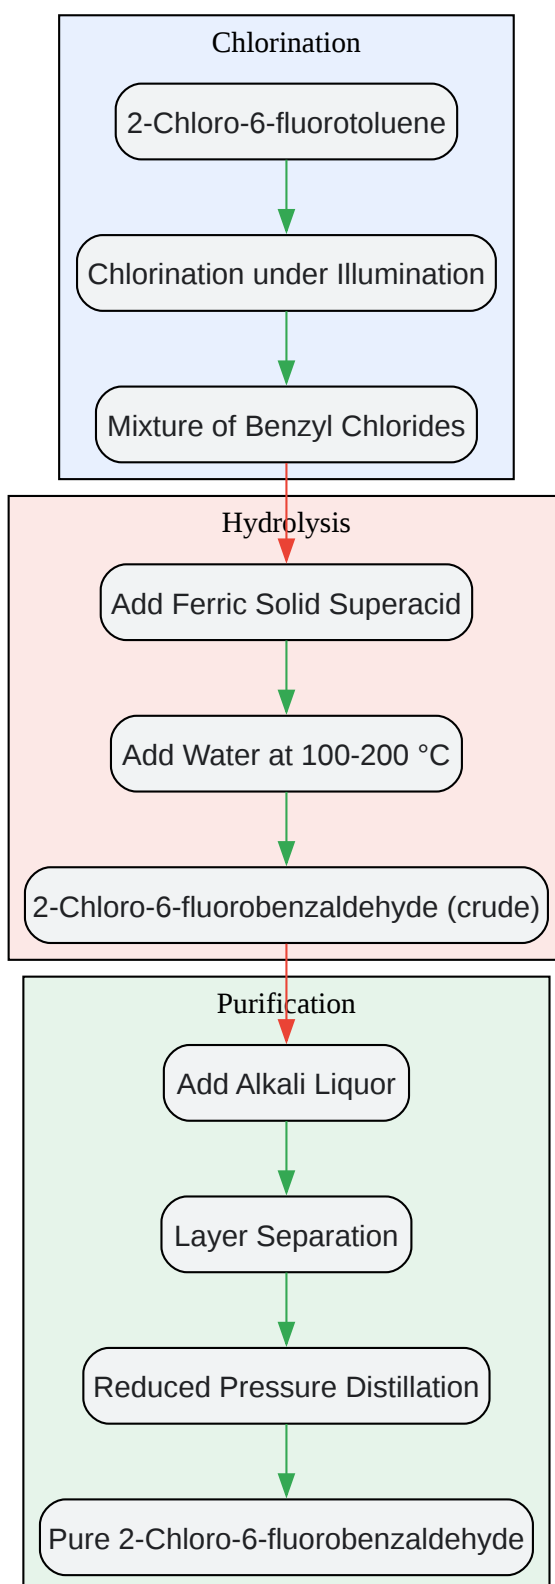 Chlorination
2-Chloro-6-fluorotoluene
Chlorination under Illumination
Mixture of Benzyl Chlorides
Hydrolysis
Add Ferric Solid Superacid
Add Water at 100-200 °C
2-Chloro-6-fluorobenzaldehyde (crude)
Purification
Add Alkali Liquor
Layer Separation
Reduced Pressure Distillation
Pure 2-Chloro-6-fluorobenzaldehyde